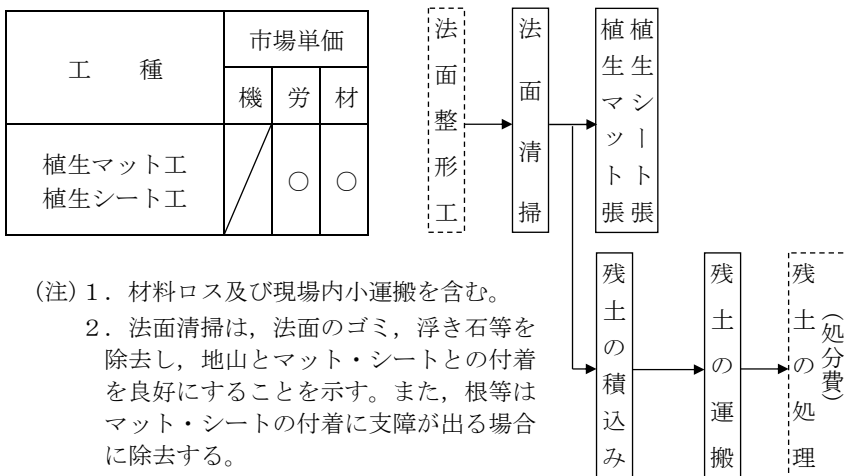 工 種
市場単価
機 労 材
植生マット工
植生シート工
○ ○
法面整形工
法面清掃
植生シート張
植生マット張
残土の積込み
残土の運搬
残土の処理
(処分費)
(注)1．材料ロス及び現場内小運搬を含む。
2．法面清掃は，法面のゴミ，浮き石等を
除去し，地山とマット・シートとの付着
を良好にすることを示す。また，根等は
マット・シートの付着に支障が出る場合
に除去する。